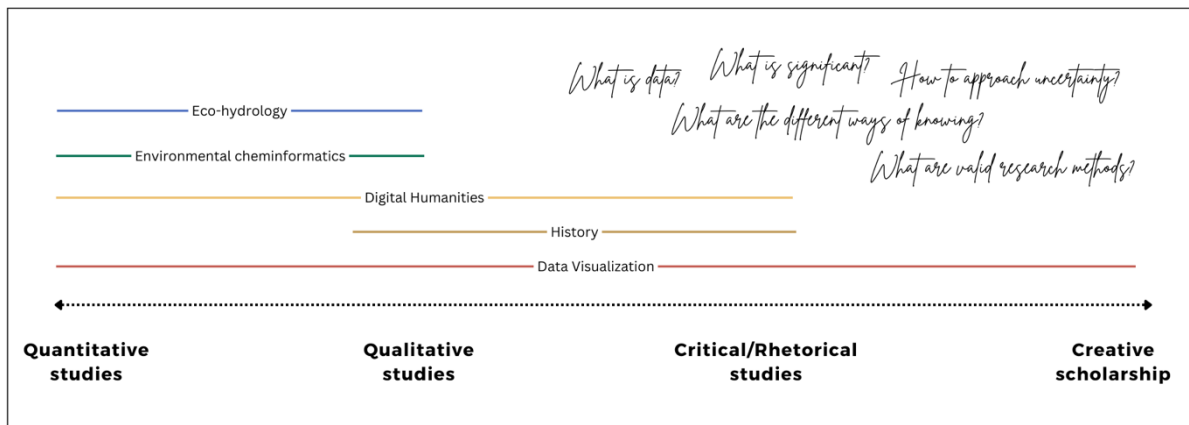 What is data?
What is significant?
How to approach uncertainty?
What are the different ways of knowing?
What are valid research methods?
Eco-hydrology
Environmental cheminformatics
Digital Humanities
History
Data Visualization
Quantitative
studies
Qualitative
studies
Critical/Rhetorical
studies
Creative
scholarship